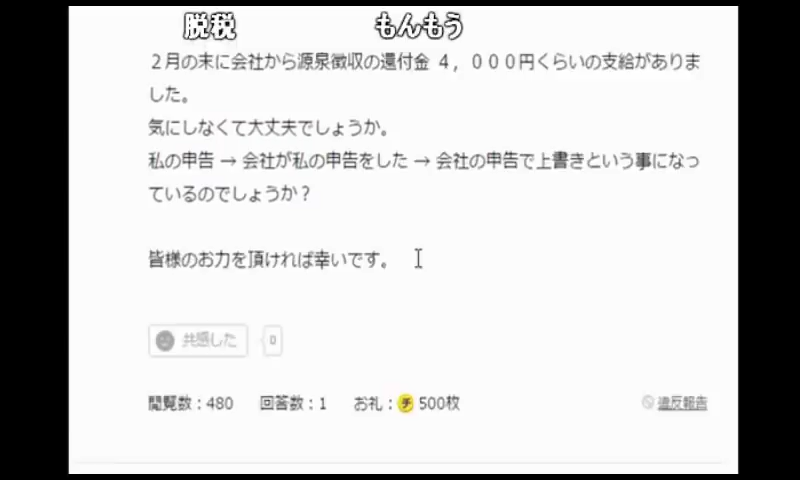 脱税 もんもう
２月の末に会社から源泉徴収の還付金 ４，０００円くらいの支給がありま
した。
気にしなくて大丈夫でしょうか。
私の申告 → 会社が私の申告をした → 会社の申告で上書きという事になっ
ているのでしょうか？
皆様のお力を頂ければ幸いです。
共感した 0
閲覧数：480 回答数：1 お礼： チ 500枚 違反報告